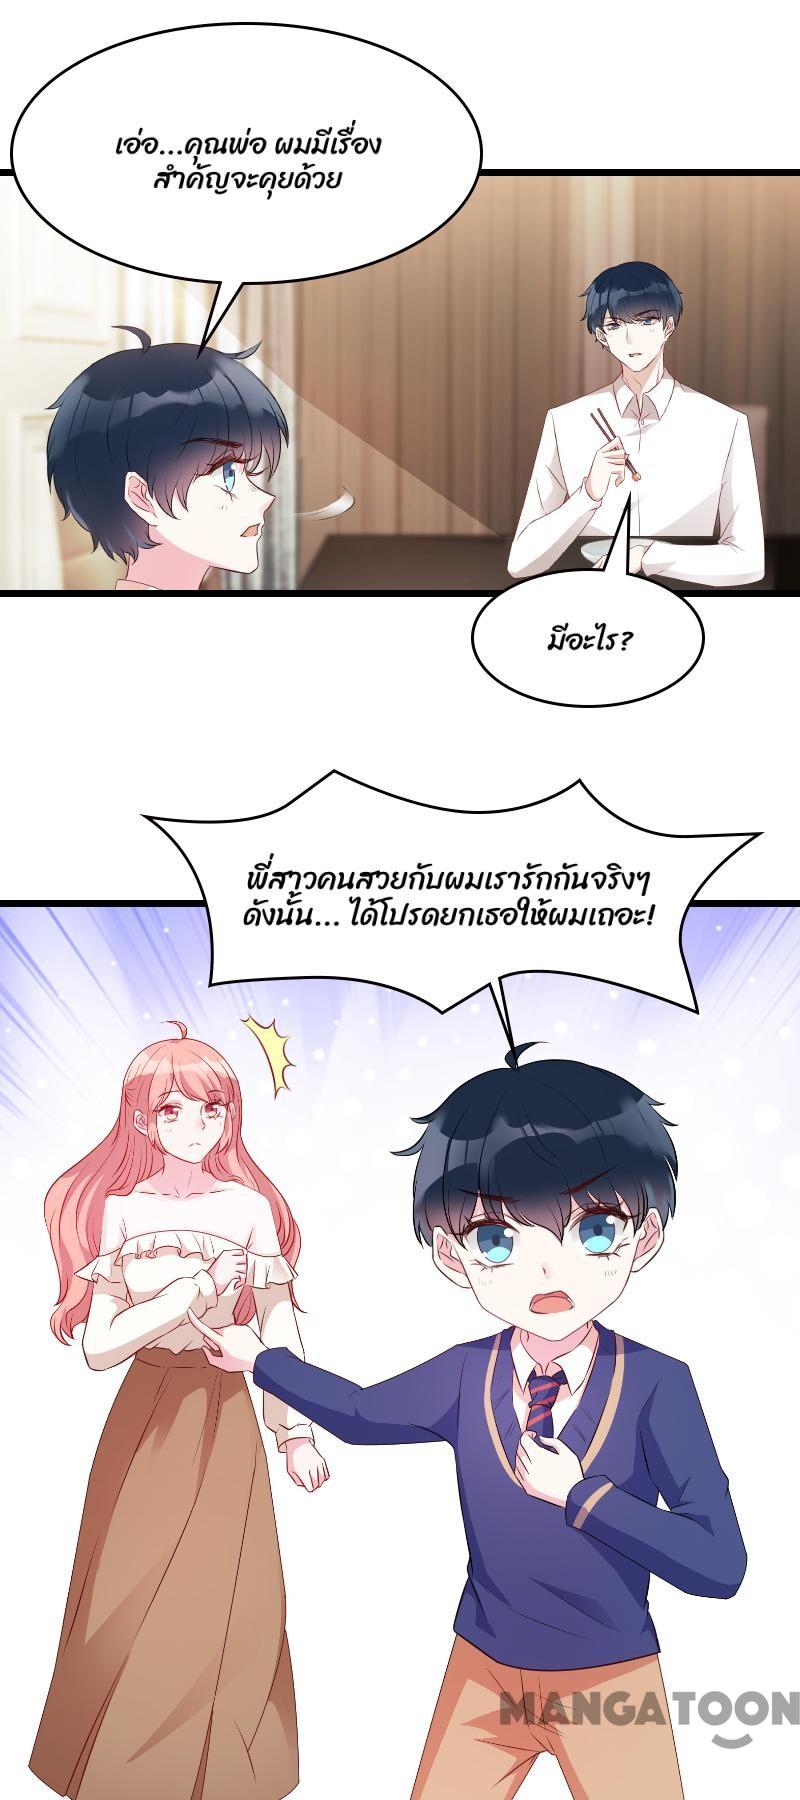 เอ่อ...คุณพ่อ ผมมีเรื่อง
สำคัญจะคุยด้วย
มีอะไร?
พี่สาวคนสวยกับผมเรารักกันจริงๆ
ดังนั้น... ได้โปรดยกเธอให้ผมเถอะ!
MANGATOON